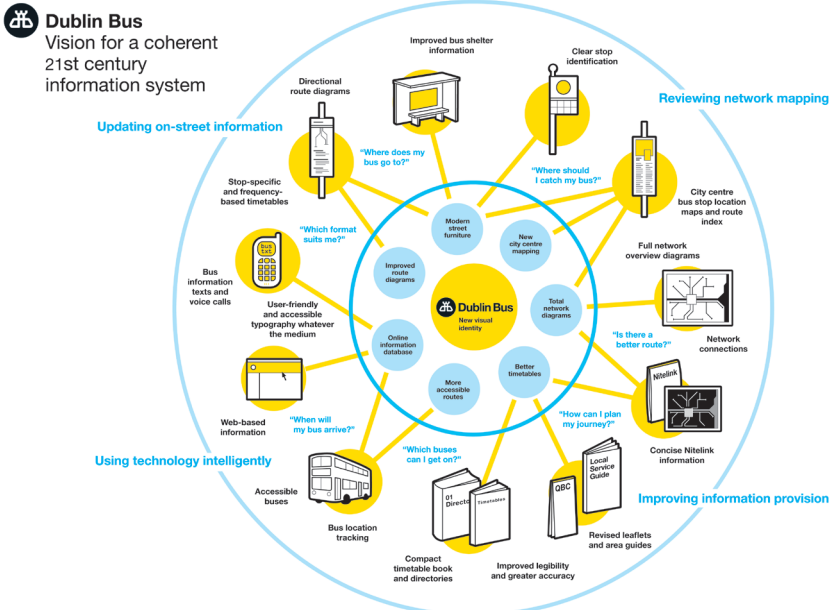 Dublin Bus
Vision for a coherent
21st century
information system
Improved bus shelter
information
Clear stop
identification
Directional
route diagrams
Reviewing network mapping
Updating on-street information
"Where does my
bus go to?"
"Where should
I catch my bus?"
Stop-specific
and frequency-
based timetables
City centre
bus stop location
maps and route
index
"Which format
suits me?"
Modern
street
furniture
New
city centre
mapping
Full network
overview diagrams
bus
txt
Bus
information
texts and
voice calls
Improved
route
diagrams
User-friendly
and accessible
typography whatever
the medium
Dublin Bus
New visual
identity
Total
network
diagrams
"Is there a
better route?"
Network
connections
Online
information
database
More
accessible
routes
Better
timetables
Nitelink
Web-based
information
"When will
my bus arrive?"
"How can I plan
my journey?"
Concise Nitelink
information
Using technology intelligently
"Which buses
can I get on?"
Local
Service
Guide
QBC
01
Directo
Timetables
Improving information provision
Accessible
buses
Bus location
tracking
Revised leaflets
and area guides
Compact
timetable book
and directories
Improved legibility
and greater accuracy